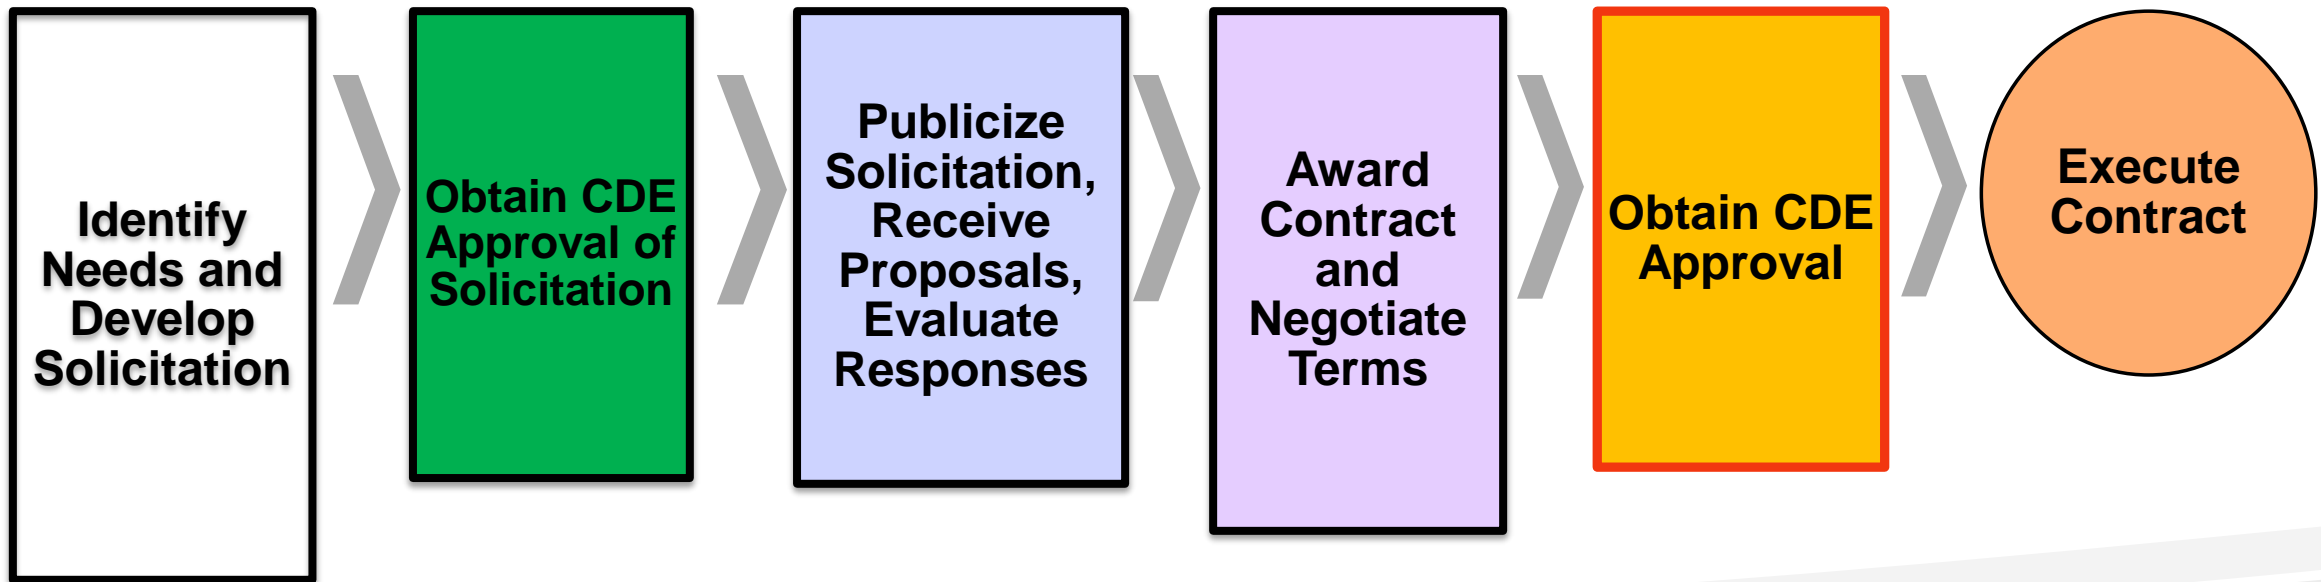 Identify
Needs and
Develop
Solicitation
Obtain CDE
Approval of
Solicitation
Publicize
Solicitation,
Receive
Proposals,
Evaluate
Responses
Award
Contract
and
Negotiate
Terms
Obtain CDE
Approval
Execute
Contract